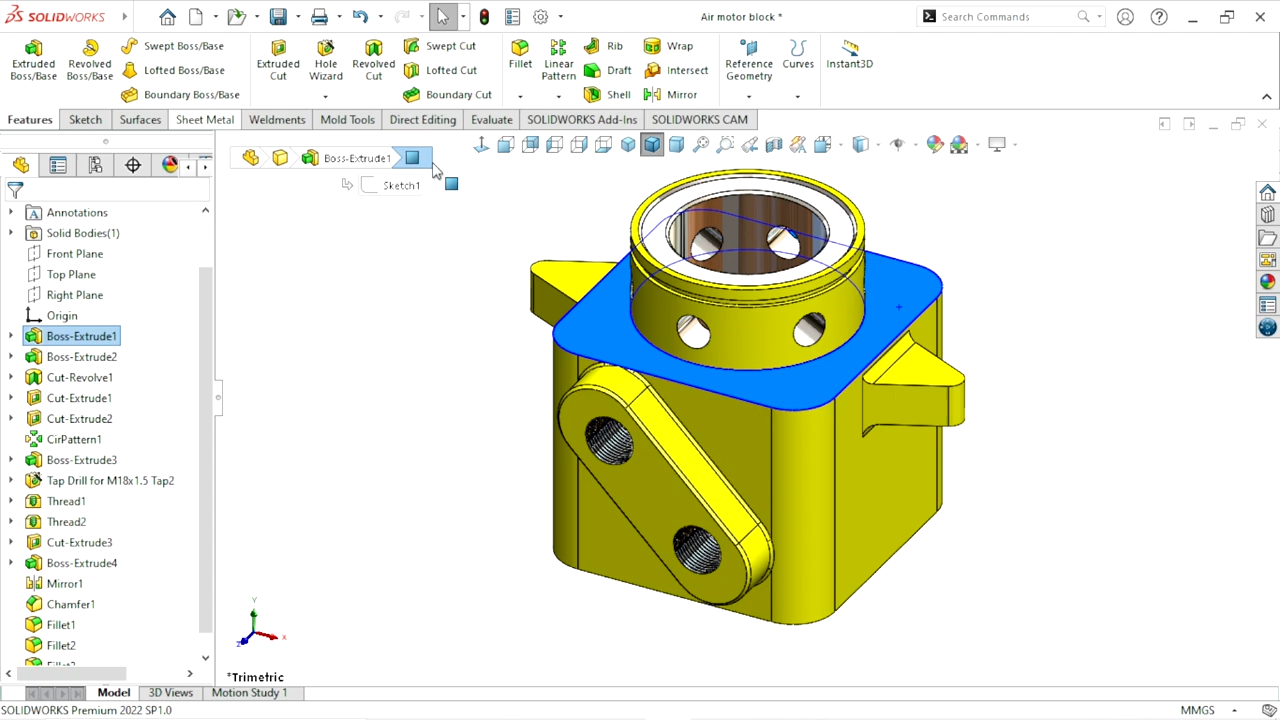 SOLIDWORKS
Air motor block *
Search Commands
Extruded Boss/Base
Revolved Boss/Base
Swept Boss/Base
Lofted Boss/Base
Boundary Boss/Base
Extruded Cut
Hole Wizard
Revolved Cut
Swept Cut
Lofted Cut
Boundary Cut
Fillet
Linear Pattern
Rib
Draft
Shell
Wrap
Intersect
Mirror
Reference Geometry
Curves
Instant3D
Features Sketch Surfaces Sheet Metal Weldments Mold Tools Direct Editing Evaluate SOLIDWORKS Add-Ins SOLIDWORKS CAM
Boss-Extrude1
Sketch1
Annotations
Solid Bodies(1)
Front Plane
Top Plane
Right Plane
Origin
Boss-Extrude1
Boss-Extrude2
Cut-Revolve1
Cut-Extrude1
Cut-Extrude2
CirPattern1
Boss-Extrude3
Tap Drill for M18x1.5 Tap2
Thread1
Thread2
Cut-Extrude3
Boss-Extrude4
Mirror1
Chamfer1
Fillet1
Fillet2
Y
X
Z
*Trimetric
Model 3D Views Motion Study 1
SOLIDWORKS Premium 2022 SP1.0
MMGS